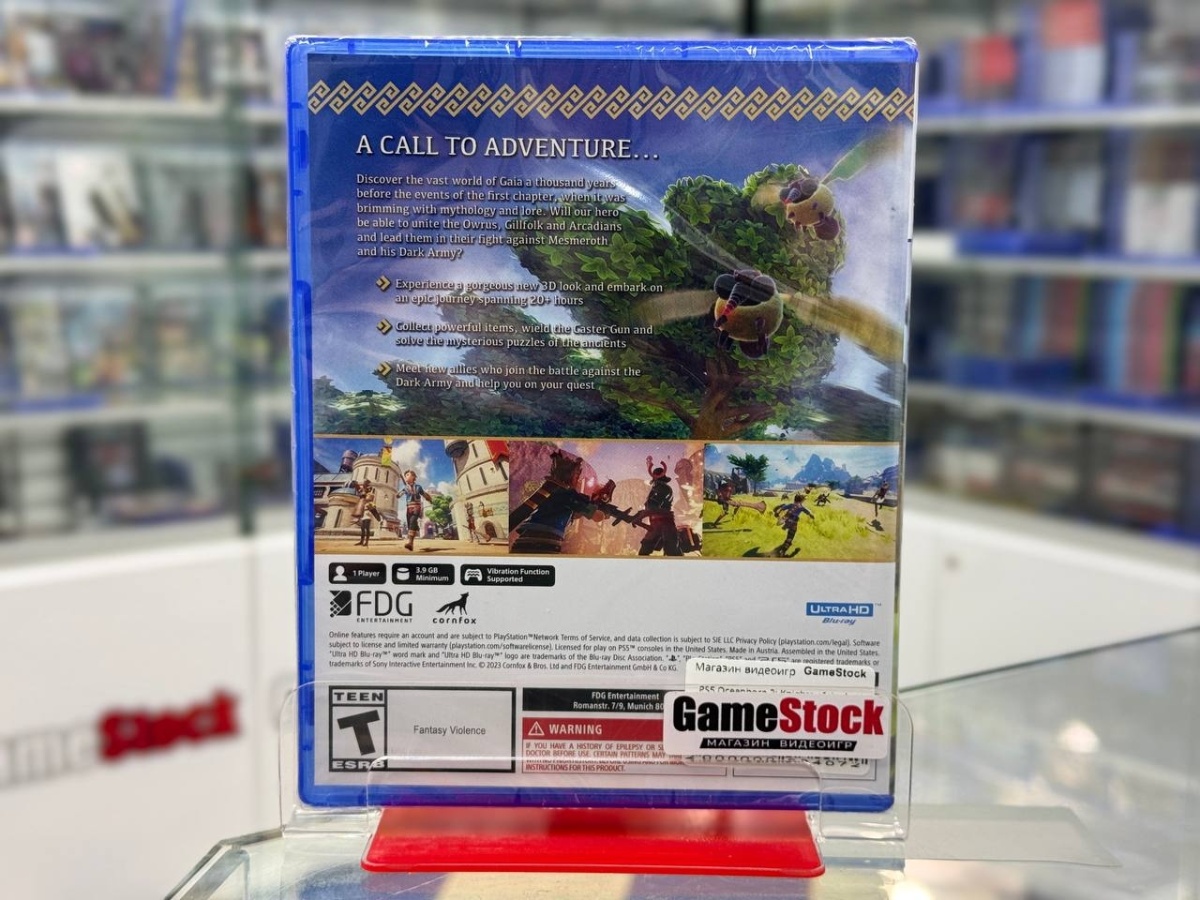 A CALL TO ADVENTURE...
Discover the vast world of Gaia a thousand years
before the events of the first chapter, when it was
brimming with mythology and lore. Will our hero
be able to unite the Owrus, Gillfolk and Arcadians
and lead them in their fight against Mesmeroth
and his Dark Army?
Experience a gorgeous new 3D look and embark on
an epic journey spanning 20+ hours
Collect powerful items, wield the Caster Gun and
solve the mysterious puzzles of the ancients
Meet new allies who join the battle against the
Dark Army and help you on your quest
1 Player
3.9 GB
Minimum
Vibration Function
Supported
FDG
ENTERTAINMENT
cornfox
ULTRA HD
Blu-ray™
Online features require an account and are subject to PlayStation™Network Terms of Service, and data collection is subject to SIE LLC Privacy Policy (playstation.com/legal). Software
subject to license and limited warranty (playstation.com/softwarelicense). Licensed for play on PS5™ consoles in the United States. Made in Austria. Assembled in the United States.
"Ultra HD Blu-ray™" word mark and "Ultra HD Blu-ray™" logo are trademarks of the Blu-ray Disc Association. are registered trademarks or
trademarks of Sony Interactive Entertainment Inc. © 2023 Cornfox & Bros. Ltd and FDG Entertainment GmbH & Co KG.
Магазин видеоигр GameStock
TEEN
T
ESRB
Fantasy Violence
FDG Entertainment
Romanstr. 7/9, Munich 80
WARNING
IF YOU HAVE A HISTORY OF EPILEPSY OR
DOCTOR BEFORE USE. CERTAIN PATTERNS MAY
INSTRUCTIONS FOR THIS PRODUCT.
GameStock
МАГАЗИН ВИДЕОИГР
Stock